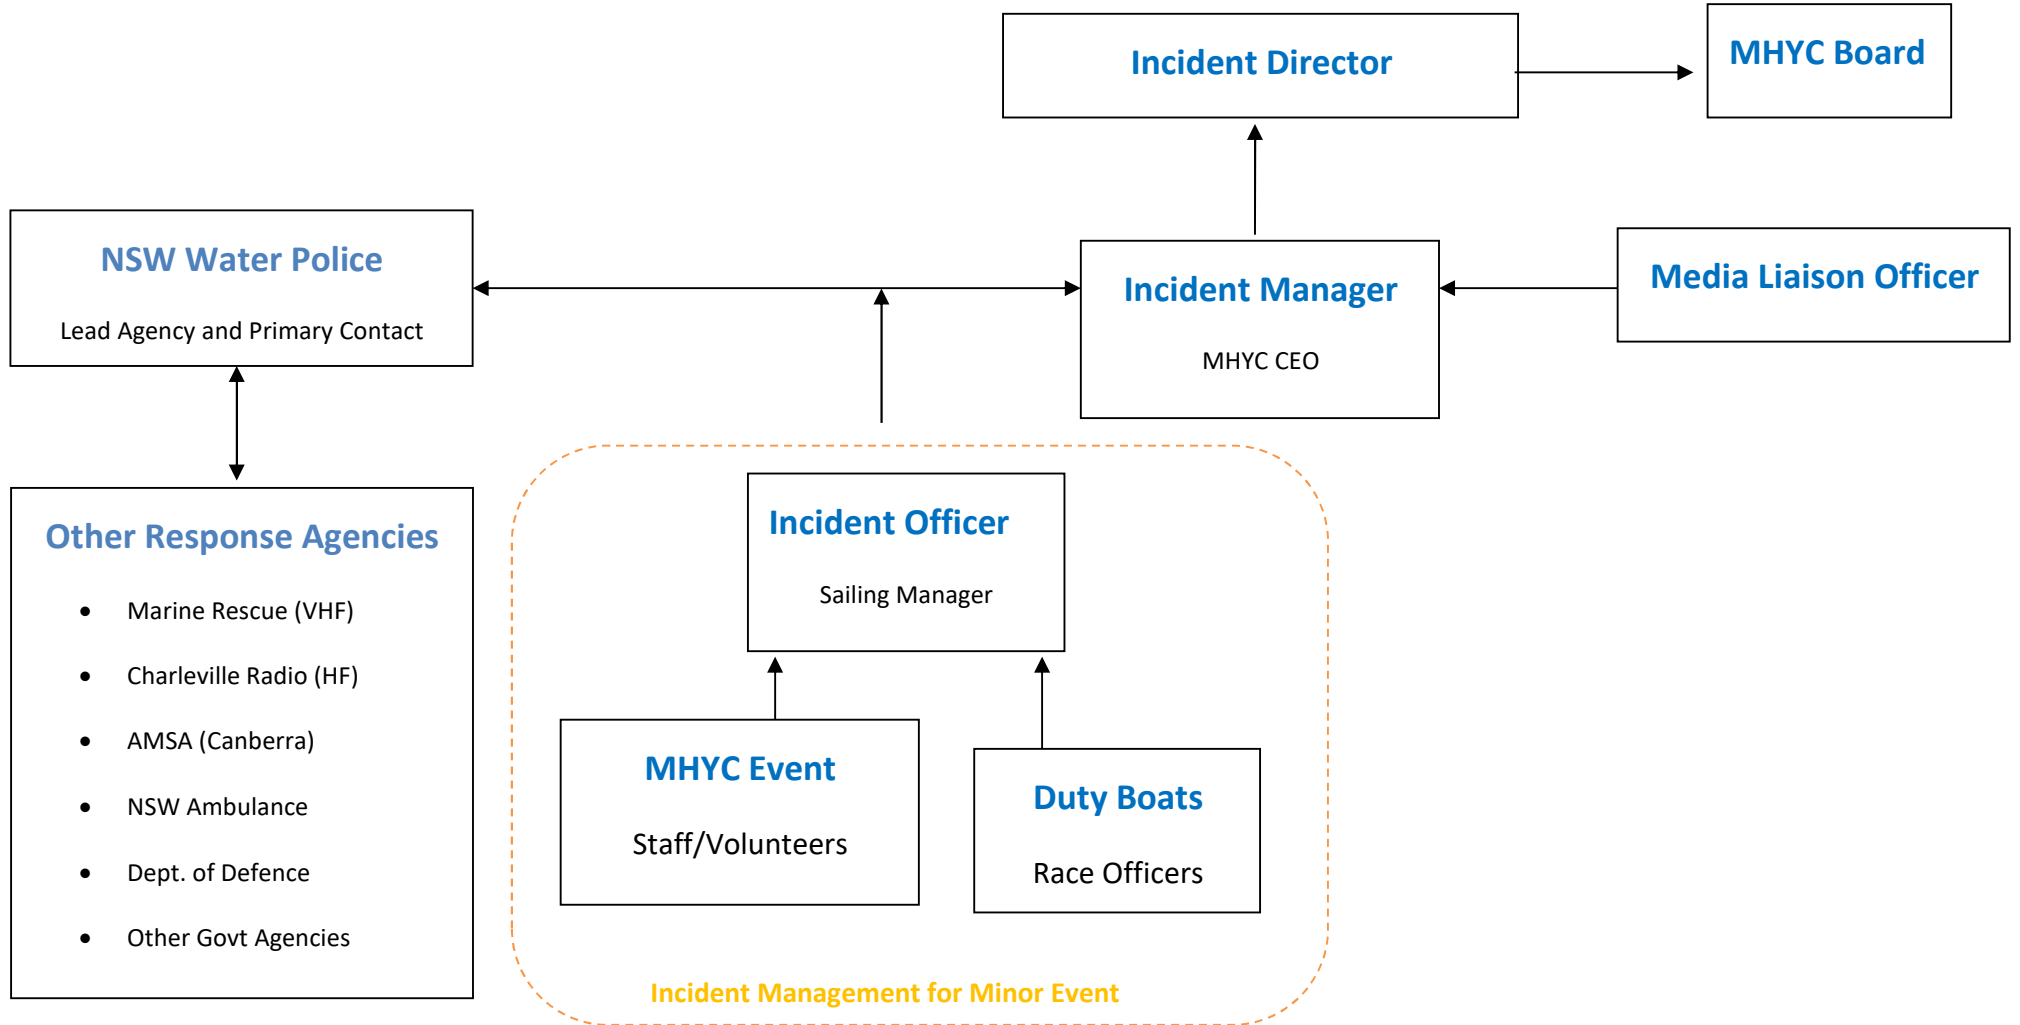 Incident Director
MHYC Board
NSW Water Police
Lead Agency and Primary Contact
Incident Manager
MHYC CEO
Media Liaison Officer
Other Response Agencies
• Marine Rescue (VHF)
• Charleville Radio (HF)
• AMSA (Canberra)
• NSW Ambulance
• Dept. of Defence
• Other Govt Agencies
Incident Officer
Sailing Manager
MHYC Event
Staff/Volunteers
Duty Boats
Race Officers
Incident Management for Minor Event